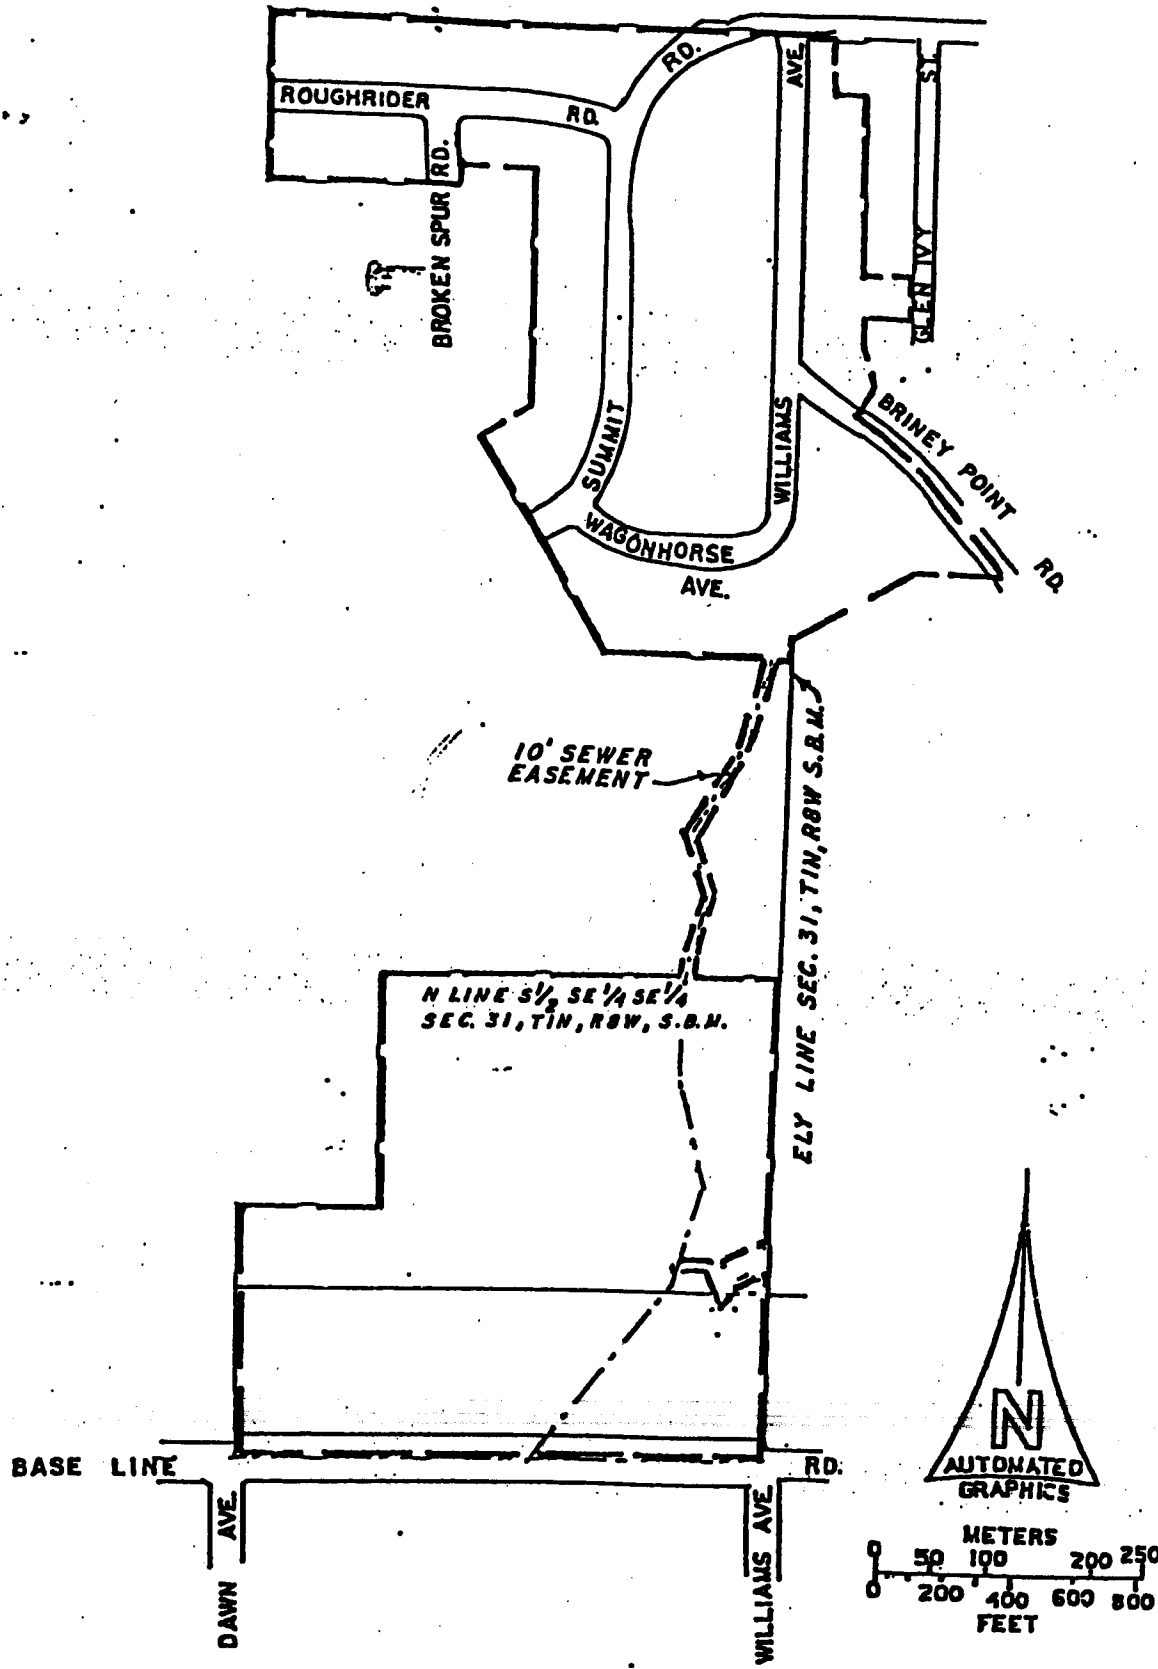 RD.
AVE.
ST.
ROUGHRIDER RD.
BROKEN SPUR RD.
GLEN IVY
SUMMIT
WILLIAMS
BRINEY POINT RD.
WAGONHORSE
AVE.
10' SEWER
EASEMENT
ELY LINE SEC. 31, T1N, R8W S.B.M.
N LINE S1/2 SE1/4 SE1/4
SEC. 31, T1N, R8W, S.B.M.
N
AUTOMATED
GRAPHICS
BASE LINE RD.
DAWN AVE.
WILLIAMS AVE.
METERS
0 50 100 200 250
0 200 400 600 800
FEET